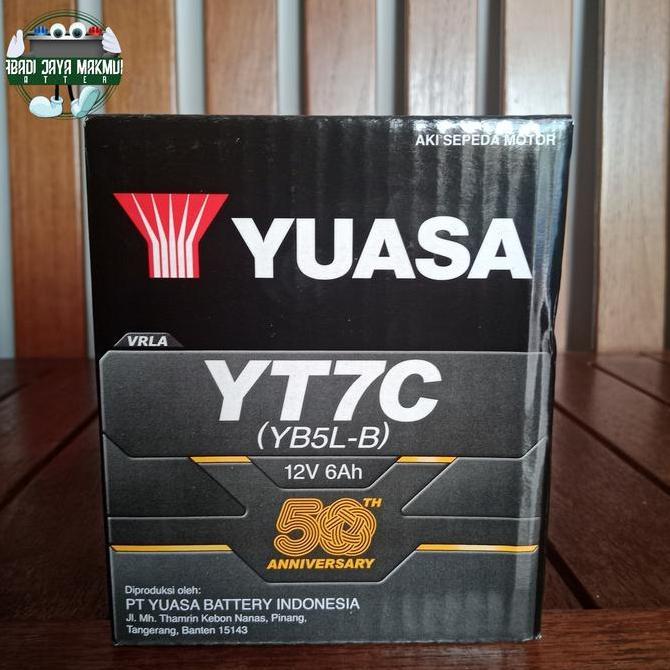 ABADI JAYA MAKMUR
AKI SEPEDA MOTOR
YUASA
VRLA
YT7C
(YB5L-B)
12V 6Ah
50TH
ANNIVERSARY
Diproduksi oleh:
PT YUASA BATTERY INDONESIA
Jl. Mh. Thamrin Kebon Nanas, Pinang,
Tangerang, Banten 15143